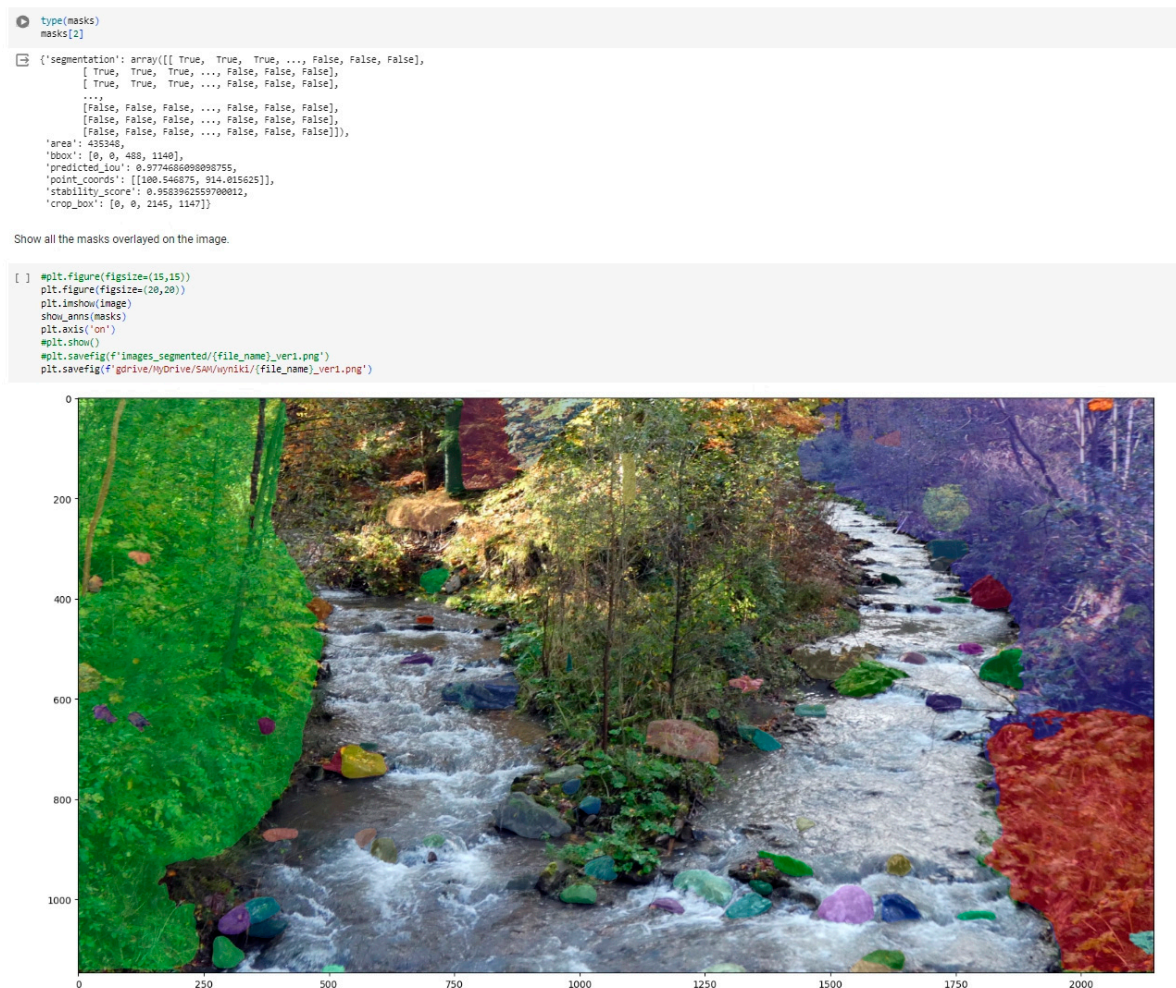 type(masks)
masks[2]
{'segmentation': array([[ True,  True,  True, ..., False, False, False],
       [ True,  True,  True, ..., False, False, False],
       [ True,  True,  True, ..., False, False, False],
       ...,
       [False, False, False, ..., False, False, False],
       [False, False, False, ..., False, False, False],
       [False, False, False, ..., False, False, False]]),
'area': 435348,
'bbox': [0, 0, 488, 1140],
'predicted_iou': 0.9774686098098755,
'point_coords': [[100.546875, 914.015625]],
'stability_score': 0.9583962559700012,
'crop_box': [0, 0, 2145, 1147]}
Show all the masks overlayed on the image.
[ ] #plt.figure(figsize=(15,15))
plt.figure(figsize=(20,20))
plt.imshow(image)
show_anns(masks)
plt.axis('on')
#plt.show()
#plt.savefig(f'images_segmented/{file_name}_ver1.png')
plt.savefig(f'gdrive/MyDrive/SAM/wyniki/{file_name}_ver1.png')
0
200
400
600
800
1000
0 250 500 750 1000 1250 1500 1750 2000